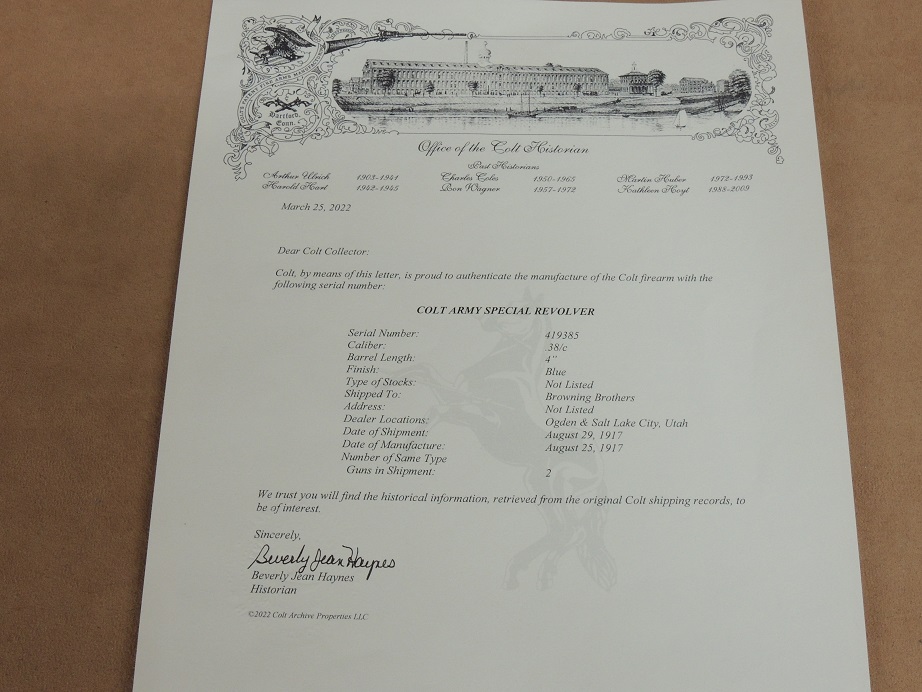 Hartford,
Conn.
Office of the Colt Historian
Past Historians
Arthur Ulrich 1903-1941 Charles Coles 1950-1965 Martin Huber 1972-1993
Harold Hart 1942-1945 Ron Wagner 1957-1972 Kathleen Hoyt 1988-2009
March 25, 2022
Dear Colt Collector:
Colt, by means of this letter, is proud to authenticate the manufacture of the Colt firearm with the
following serial number:
COLT ARMY SPECIAL REVOLVER
Serial Number: 419385
Caliber: .38/c
Barrel Length: 4"
Finish: Blue
Type of Stocks: Not Listed
Shipped To: Browning Brothers
Address: Not Listed
Dealer Locations: Ogden & Salt Lake City, Utah
Date of Shipment: August 29, 1917
Date of Manufacture: August 25, 1917
Number of Same Type
Guns in Shipment: 2
We trust you will find the historical information, retrieved from the original Colt shipping records, to
be of interest.
Sincerely,
Beverly Jean Haynes
Beverly Jean Haynes
Historian
©2022 Colt Archive Properties LLC